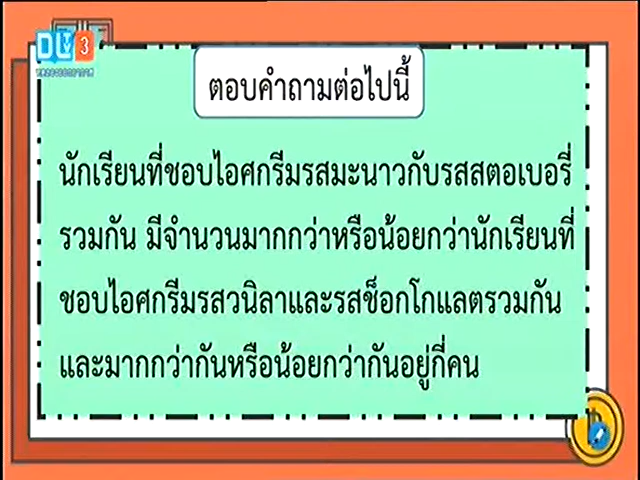 DLTV 3
ตอบคำถามต่อไปนี้
นักเรียนที่ชอบไอศกรีมรสมะนาวกับรสสตอเบอรี่
รวมกัน มีจำนวนมากกว่าหรือน้อยกว่านักเรียนที่
ชอบไอศกรีมรสวนิลาและรสช็อกโกแลตรวมกัน
และมากกว่ากันหรือน้อยกว่ากันอยู่กี่คน